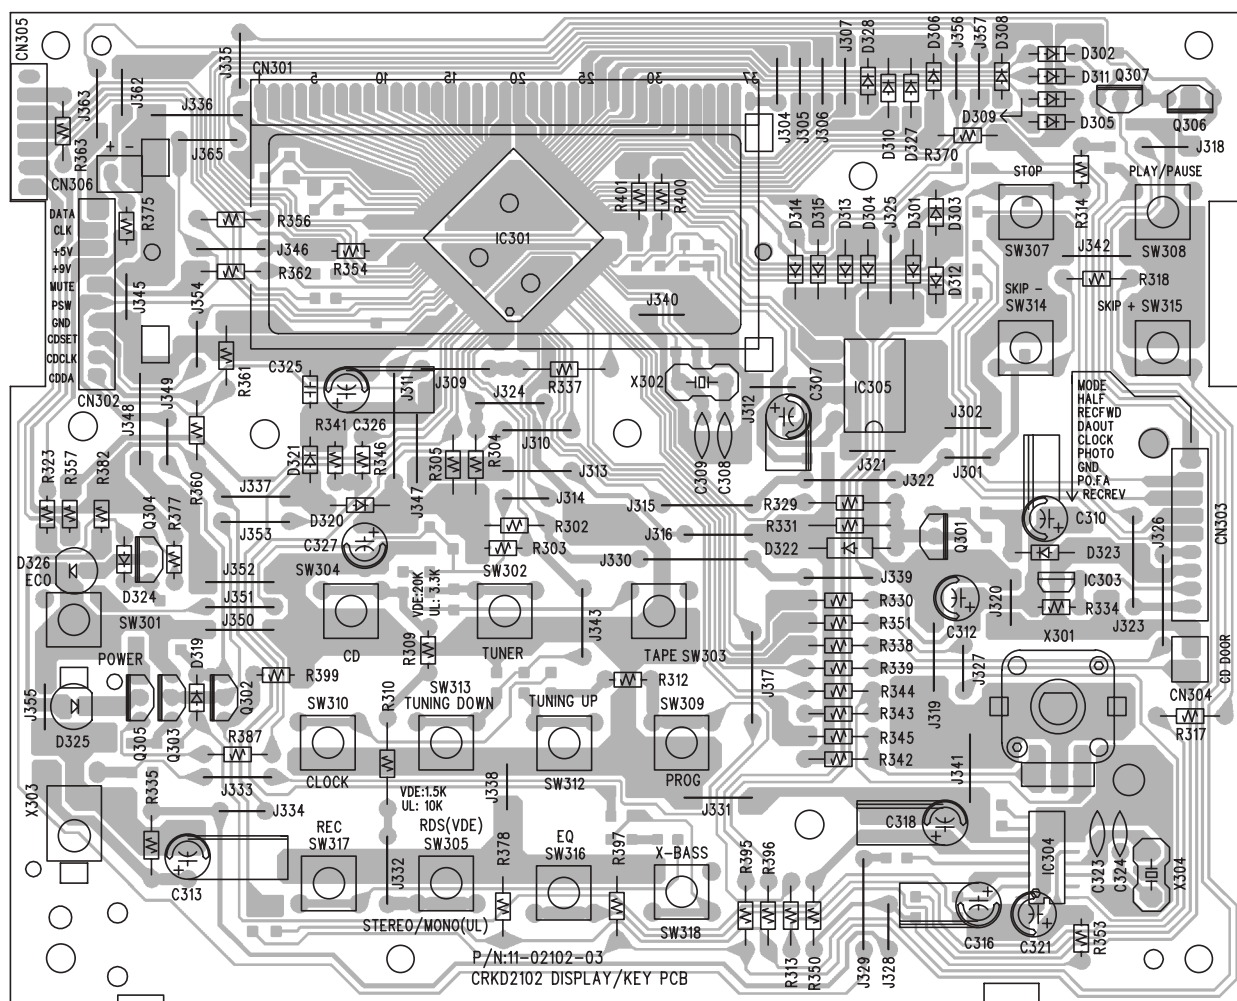 CN305
J335
CN301
1
5
10
15
20
25
30
37
J307
D328
D306
J356
J357
D308
D302
D311
Q307
D305
Q306
J363
J362
J336
J365
R363
+ -
CN306
J304
J305
J306
D310
D327
D309
R370
J318
STOP
PLAY/PAUSE
R314
DATA
CLK
+5V
+9V
MUTE
PSW
GND
CDSET
CDCLK
CDDA
CN302
R375
R356
J346
R362
R354
IC301
R401
R400
D314
D315
D313
D304
J325
D301
D303
D312
SW307
J342
SW308
R318
SKIP -
SW314
SKIP + SW315
J345
J354
J340
R361
C325
J311
J309
J324
R337
X302
J312
C307
IC305
J348
J349
R341
C326
J310
J313
C309
C308
J321
J302
J301
MODE
HALF
RECFWD
DAOUT
CLOCK
PHOTO
GND
PO.FA
RECREV
R323
R357
R382
Q304
R377
R360
J337
J353
D321
R346
J347
R305
R304
J314
J315
J322
R329
R331
D322
J316
J330
Q301
C310
J326
CN303
D320
C327
R302
R303
D323
IC303
R334
J323
D326
ECO
D324
J352
J351
J350
SW301
SW304
VDE:20K
UL: 3.3K
SW302
J343
J339
R330
R351
R338
R339
R344
R343
R345
R342
C312
J320
X301
CD
R309
TUNER
TAPE SW303
J317
J319
J327
CD DOOR
CN304
R317
POWER
D319
J355
D325
Q305
Q303
Q302
R399
R387
SW310
R310
SW313
TUNING DOWN
TUNING UP
R312
SW309
CLOCK
SW312
PROG
VDE:1.5K
UL: 10K
J338
J331
J341
X303
R335
J333
J334
REC
SW317
RDS(VDE)
SW305
R378
EQ
SW316
R397
X-BASS
R395
R396
C318
IC304
C323
C324
X304
C313
J332
STEREO/MONO(UL)
SW318
R313
R350
J329
J328
C316
C321
R353
P/N:11-02102-03
CRKD2102 DISPLAY/KEY PCB